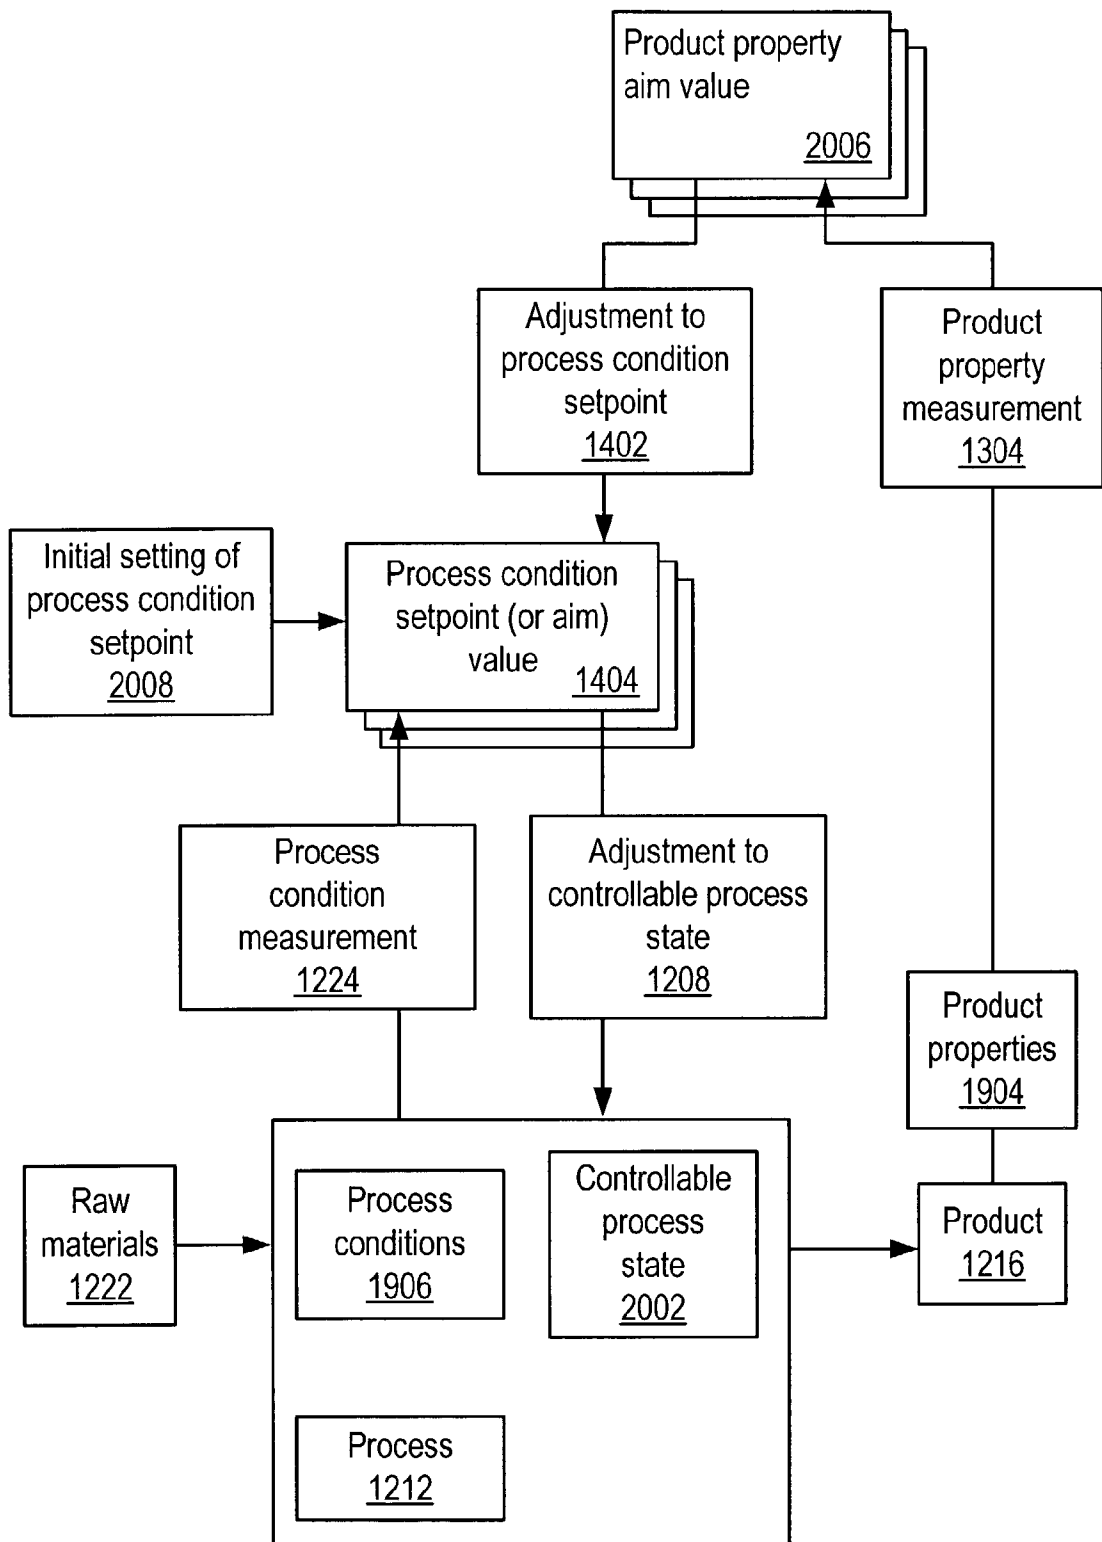 Product property
aim value
2006
Adjustment to
process condition
setpoint
1402
Product
property
measurement
1304
Initial setting of
process condition
setpoint
2008
Process condition
setpoint (or aim)
value
1404
Process
condition
measurement
1224
Adjustment to
controllable process
state
1208
Product
properties
1904
Raw
materials
1222
Process
conditions
1906
Controllable
process
state
2002
Product
1216
Process
1212